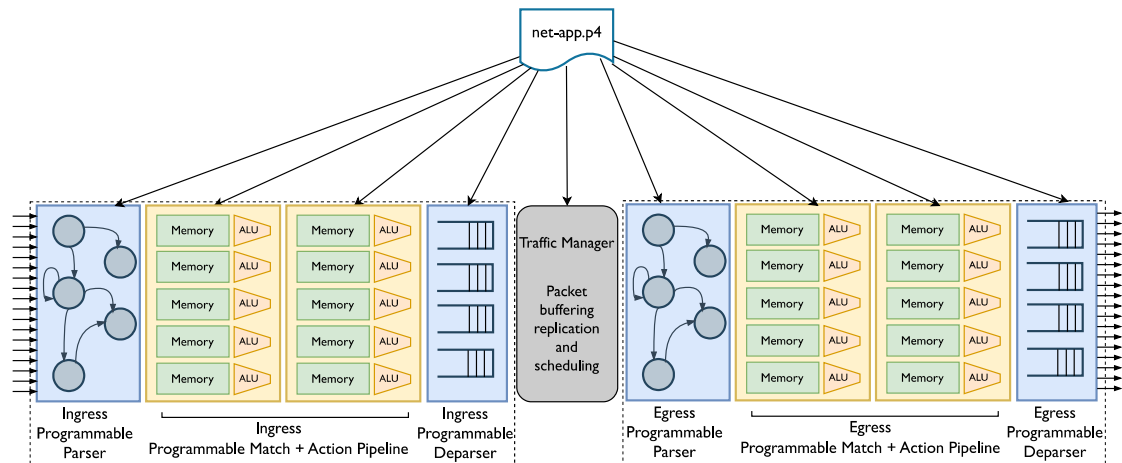 net-app.p4
Memory ALU Memory ALU
Memory ALU Memory ALU
Memory ALU Memory ALU
Memory ALU Memory ALU
Memory ALU Memory ALU
Traffic Manager
Packet
buffering
replication
and
scheduling
Memory ALU Memory ALU
Memory ALU Memory ALU
Memory ALU Memory ALU
Memory ALU Memory ALU
Memory ALU Memory ALU
Ingress
Programmable
Parser
Ingress
Programmable Match + Action Pipeline
Ingress
Programmable
Deparser
Egress
Programmable
Parser
Egress
Programmable Match + Action Pipeline
Egress
Programmable
Deparser